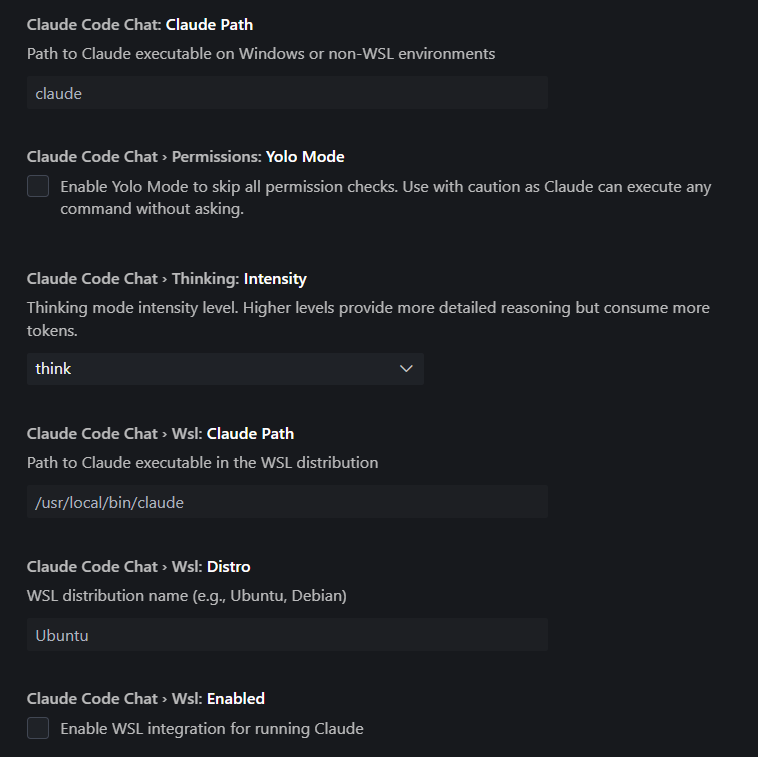 Claude Code Chat: Claude Path
Path to Claude executable on Windows or non-WSL environments
claude
Claude Code Chat › Permissions: Yolo Mode
Enable Yolo Mode to skip all permission checks. Use with caution as Claude can execute any
command without asking.
Claude Code Chat › Thinking: Intensity
Thinking mode intensity level. Higher levels provide more detailed reasoning but consume more
tokens.
think
Claude Code Chat › Wsl: Claude Path
Path to Claude executable in the WSL distribution
/usr/local/bin/claude
Claude Code Chat › Wsl: Distro
WSL distribution name (e.g., Ubuntu, Debian)
Ubuntu
Claude Code Chat › Wsl: Enabled
Enable WSL integration for running Claude